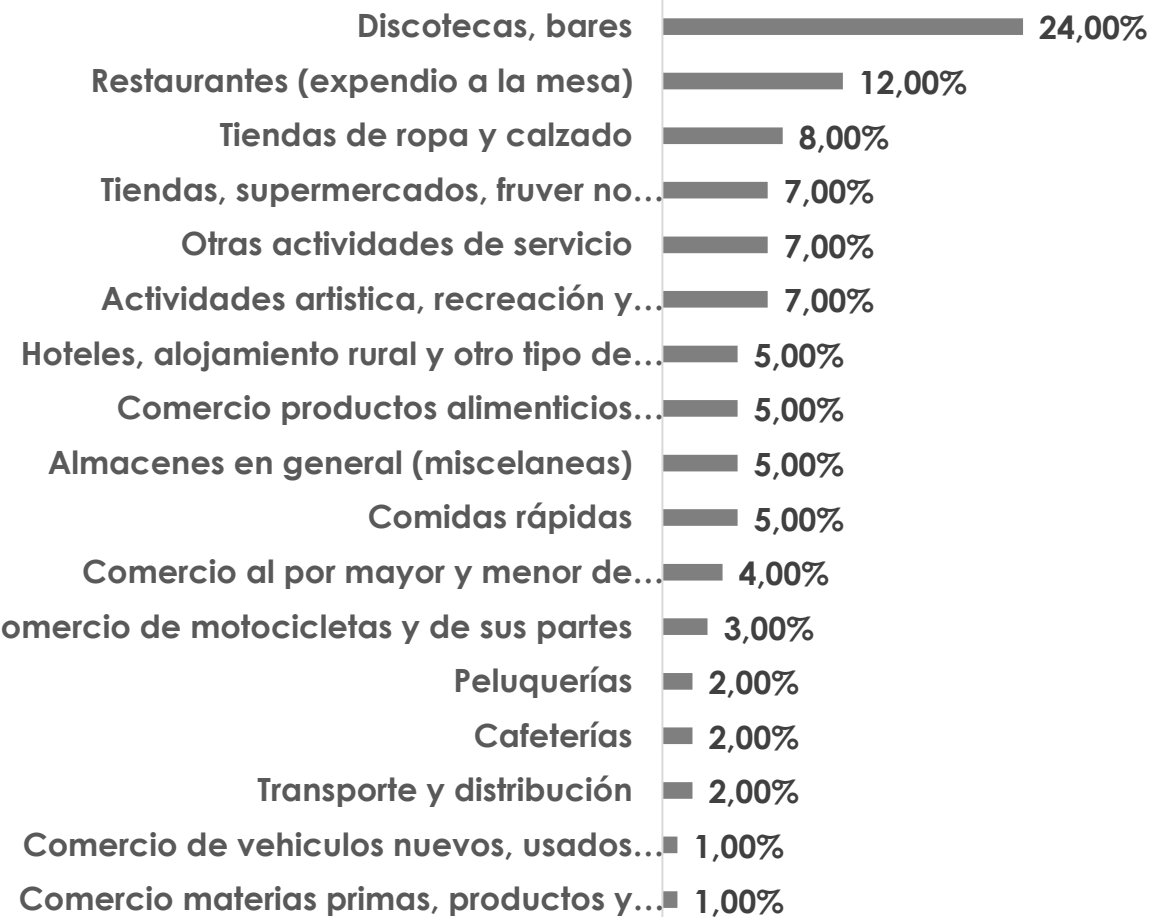 Discotecas, bares 24,00%
Restaurantes (expendio a la mesa) 12,00%
Tiendas de ropa y calzado 8,00%
Tiendas, supermercados, fruver no… 7,00%
Otras actividades de servicio 7,00%
Actividades artistica, recreación y… 7,00%
Hoteles, alojamiento rural y otro tipo de… 5,00%
Comercio productos alimenticios… 5,00%
Almacenes en general (miscelaneas) 5,00%
Comidas rápidas 5,00%
Comercio al por mayor y menor de… 4,00%
omercio de motocicletas y de sus partes 3,00%
Peluquerías 2,00%
Cafeterías 2,00%
Transporte y distribución 2,00%
Comercio de vehiculos nuevos, usados… 1,00%
Comercio materias primas, productos y… 1,00%